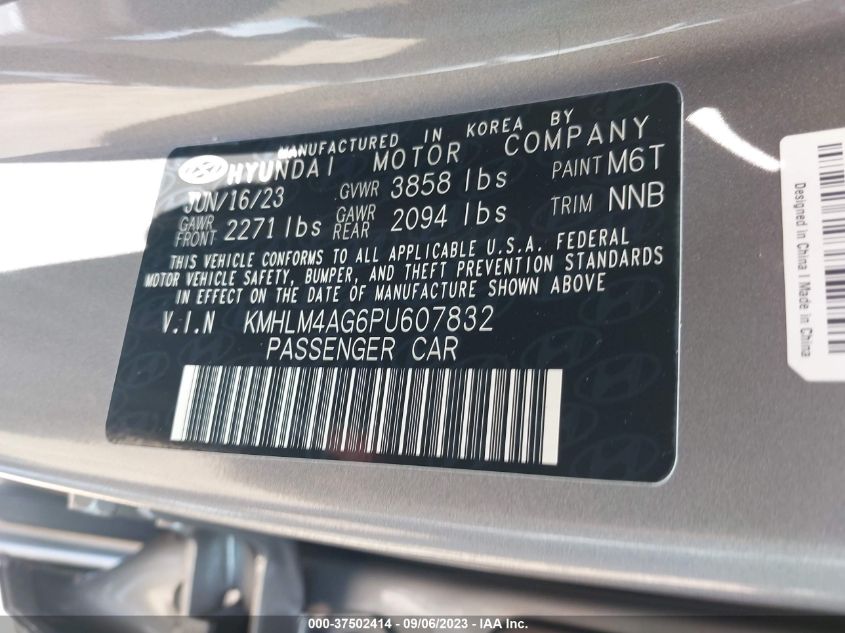 MANUFACTURED IN KOREA BY
HYUNDAI MOTOR COMPANY
JUN/16/23 GVWR 3858 lbs PAINT M6T
GAWR FRONT 2271 lbs GAWR REAR 2094 lbs TRIM NNB
THIS VEHICLE CONFORMS TO ALL APPLICABLE U.S.A. FEDERAL
MOTOR VEHICLE SAFETY, BUMPER, AND THEFT PREVENTION STANDARDS
IN EFFECT ON THE DATE OF MANUFACTURE SHOWN ABOVE
V.I.N KMHLM4AG6PU607832
PASSENGER CAR
Designed in China | Made in China
000-37502414 - 09/06/2023 - IAA Inc.